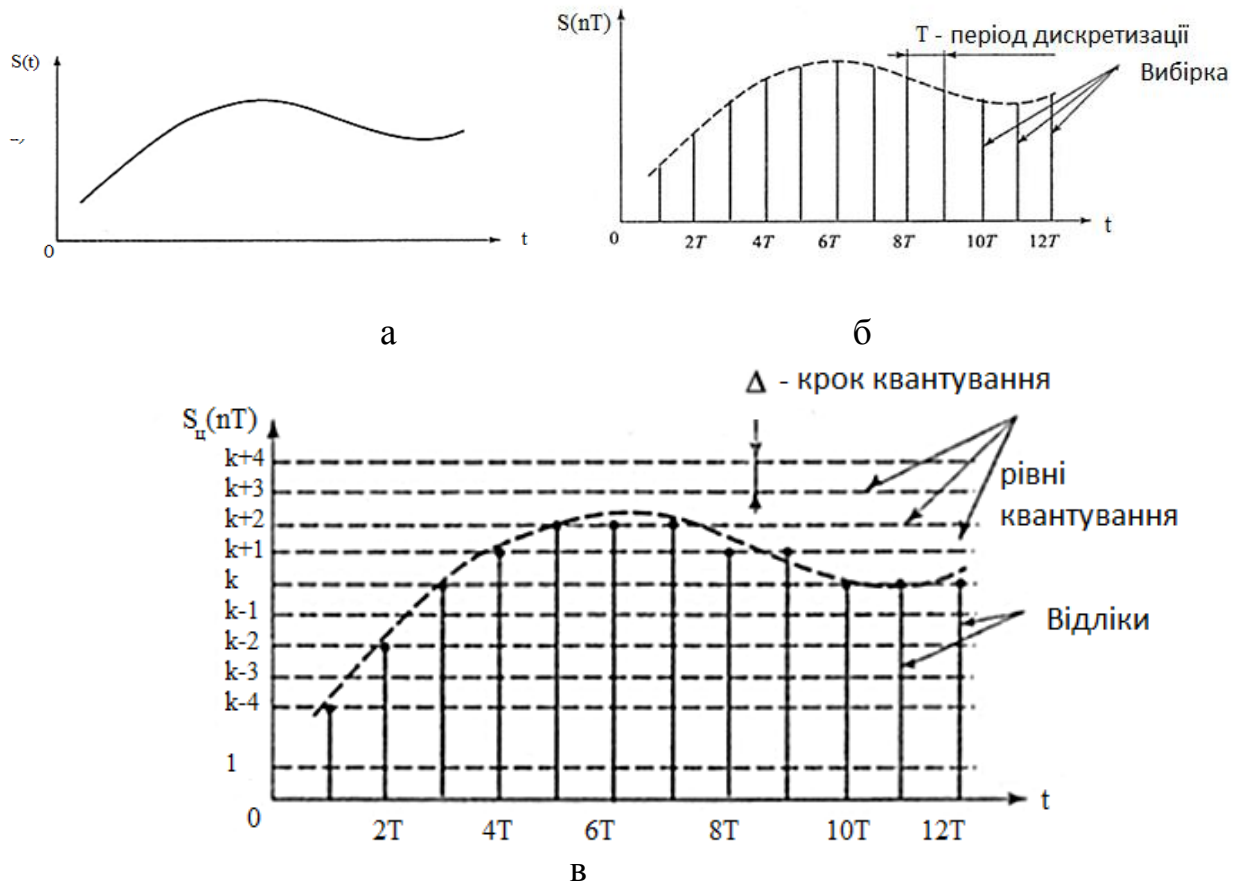 S(t)
0
t
а
S(nT)
T - період дискретизації
Вибірка
0
2T
4T
6T
8T
10T
12T
t
б
Δ - крок квантування
Sц(nT)
k+4
k+3
k+2
k+1
k
k-1
k-2
k-3
k-4
1
0
рівні
квантування
Відліки
2T
4T
6T
8T
10T
12T
t
в